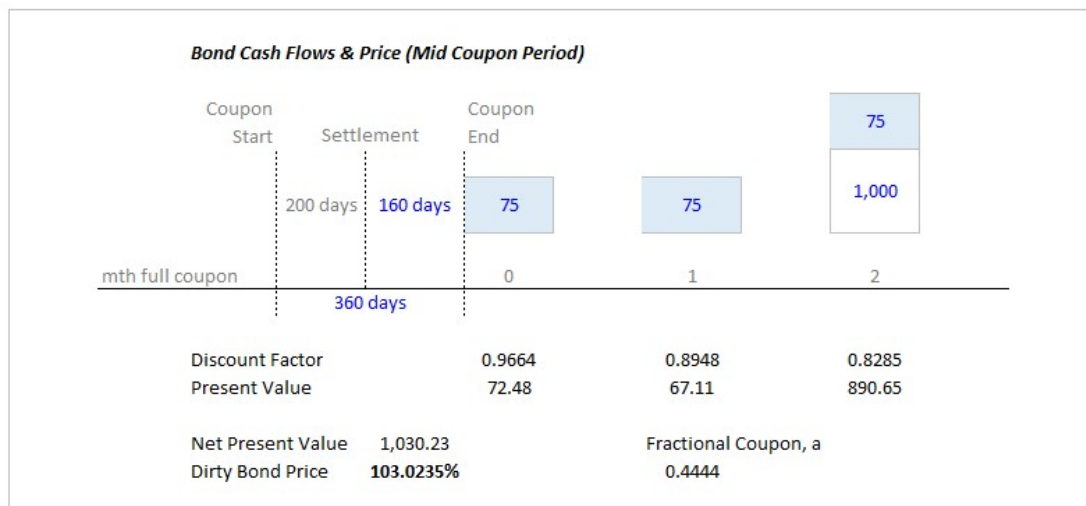 Bond Cash Flows & Price (Mid Coupon Period)
Coupon Start
Settlement
Coupon End
75
1,000
200 days
160 days
75
75
mth full coupon 0 1 2
360 days
Discount Factor 0.9664 0.8948 0.8285
Present Value 72.48 67.11 890.65
Net Present Value 1,030.23 Fractional Coupon, a
Dirty Bond Price 103.0235% 0.4444